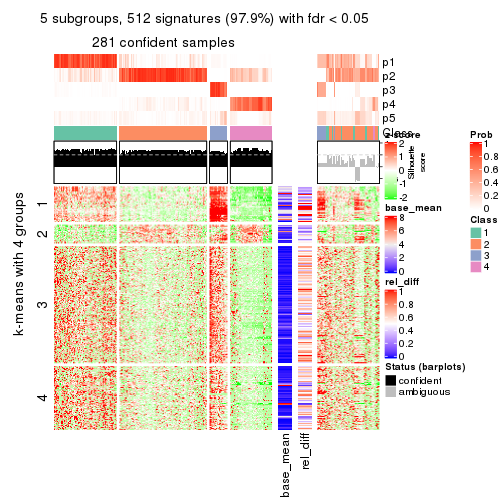 5 subgroups, 512 signatures (97.9%) with fdr < 0.05
281 confident samples
p1
p2
p3
p4
p5
Class
z-score
2
1
0
-1
-2
Silhouette
score
Prob
1
0.8
0.6
0.4
0.2
0
base_mean
8
6
4
2
0
Class
1
2
3
4
rel_diff
1
0.8
0.6
0.4
0.2
0
Status (barplots)
confident
ambiguous
k-means with 4 groups
1
2
3
4
base_mean
rel_diff